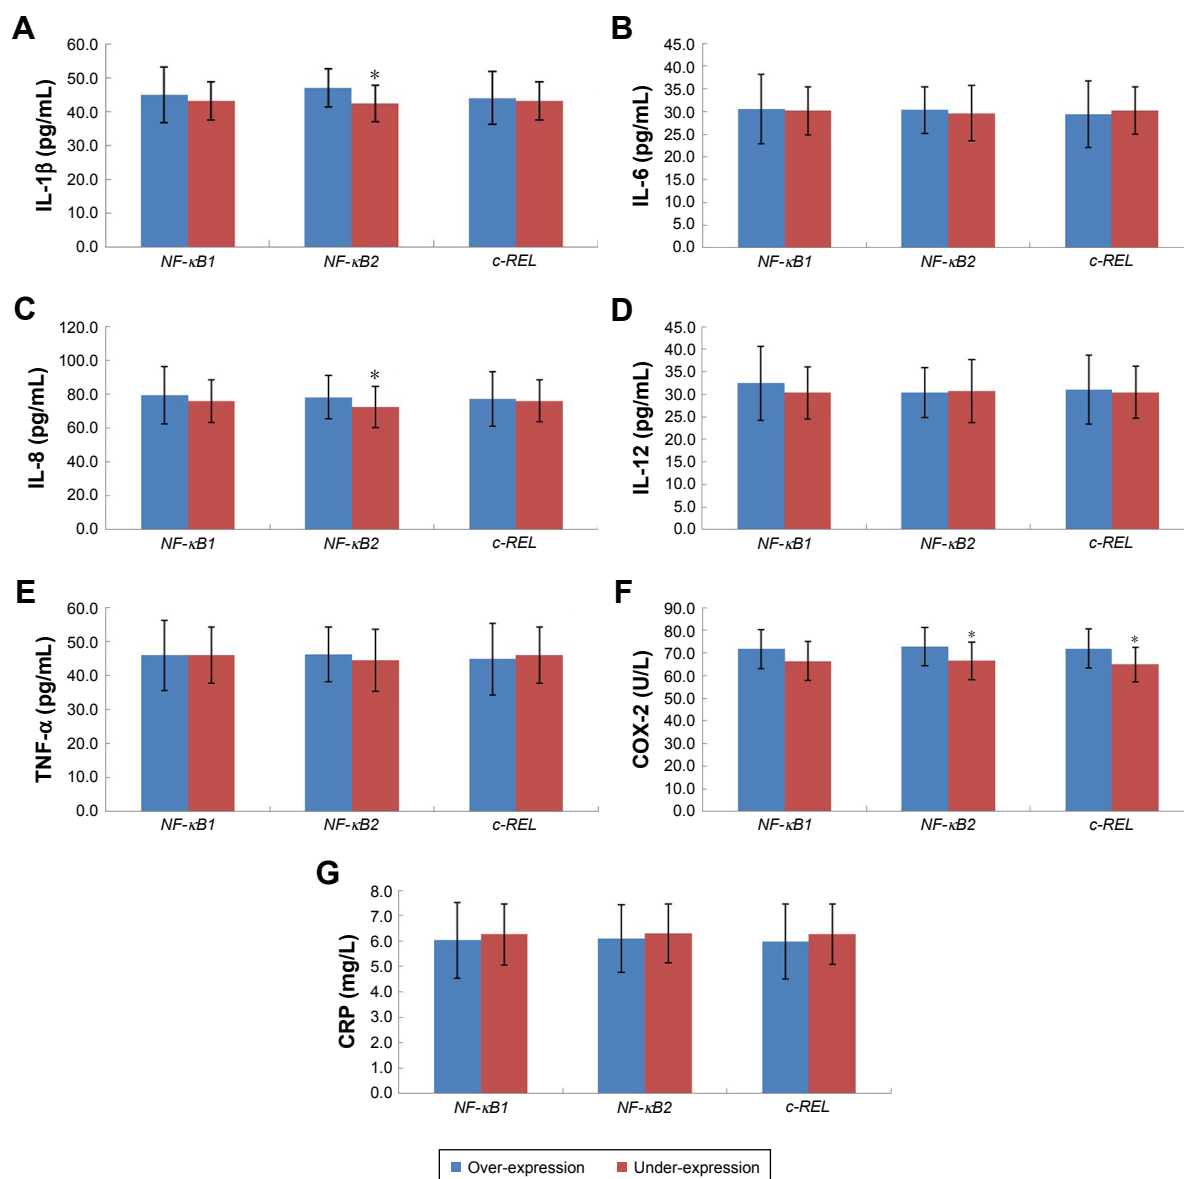 A
IL-1β (pg/mL)
60.0
50.0
40.0
30.0
20.0
10.0
0.0
*
NF-κB1 NF-κB2 c-REL
B
IL-6 (pg/mL)
45.0
40.0
35.0
30.0
25.0
20.0
15.0
10.0
5.0
0.0
NF-κB1 NF-κB2 c-REL
C
IL-8 (pg/mL)
120.0
100.0
80.0
60.0
40.0
20.0
0.0
*
NF-κB1 NF-κB2 c-REL
D
IL-12 (pg/mL)
45.0
40.0
35.0
30.0
25.0
20.0
15.0
10.0
5.0
0.0
NF-κB1 NF-κB2 c-REL
E
TNF-α (pg/mL)
60.0
50.0
40.0
30.0
20.0
10.0
0.0
NF-κB1 NF-κB2 c-REL
F
COX-2 (U/L)
90.0
80.0
70.0
60.0
50.0
40.0
30.0
20.0
10.0
0.0
* *
NF-κB1 NF-κB2 c-REL
G
CRP (mg/L)
8.0
7.0
6.0
5.0
4.0
3.0
2.0
1.0
0.0
NF-κB1 NF-κB2 c-REL
Over-expression Under-expression